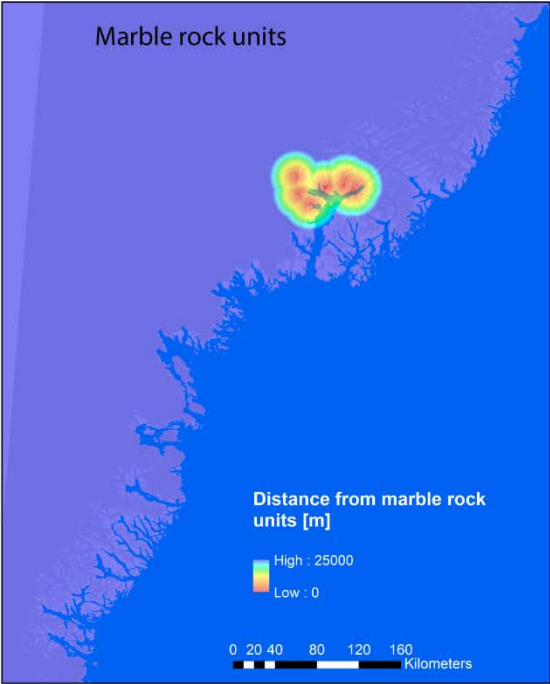 Marble rock units
Distance from marble rock
units [m]
High : 25000
Low : 0
0 20 40 80 120 160
Kilometers